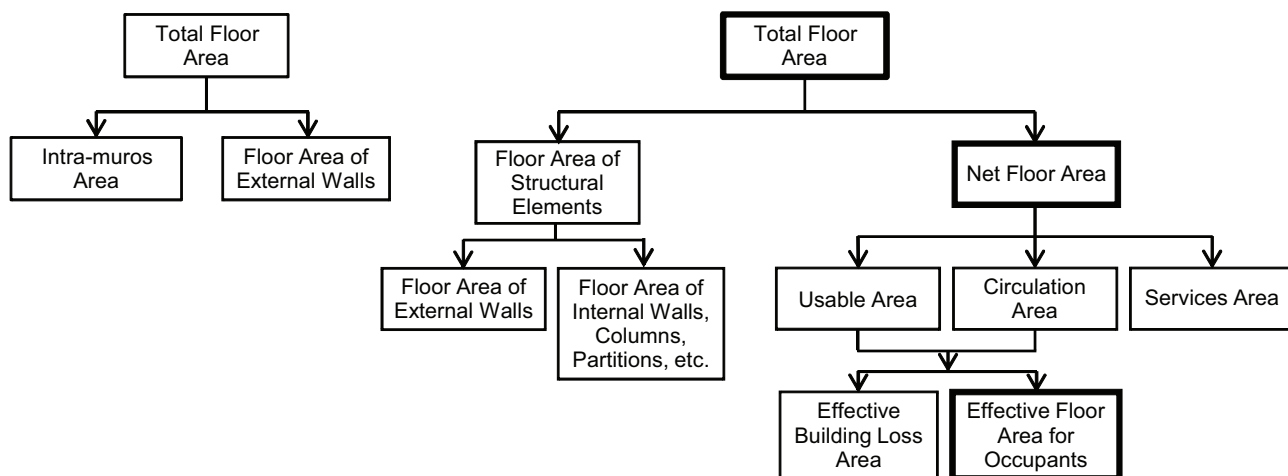 Total Floor
Area
Intra-muros
Area
Floor Area of
External Walls
Total Floor
Area
Floor Area of
Structural
Elements
Net Floor Area
Floor Area of
External Walls
Floor Area of
Internal Walls,
Columns,
Partitions, etc.
Usable Area
Circulation
Area
Services Area
Effective
Building Loss
Area
Effective Floor
Area for
Occupants